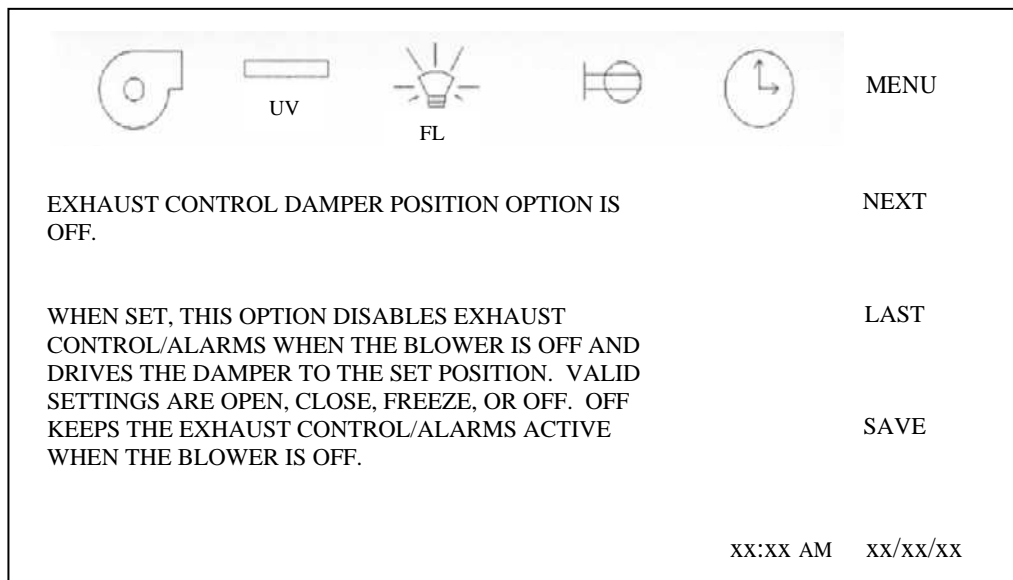 UV
FL
MENU
EXHAUST CONTROL DAMPER POSITION OPTION IS
OFF.
NEXT
WHEN SET, THIS OPTION DISABLES EXHAUST
CONTROL/ALARMS WHEN THE BLOWER IS OFF AND
DRIVES THE DAMPER TO THE SET POSITION. VALID
SETTINGS ARE OPEN, CLOSE, FREEZE, OR OFF. OFF
KEEPS THE EXHAUST CONTROL/ALARMS ACTIVE
WHEN THE BLOWER IS OFF.
LAST
SAVE
xx:xx AM xx/xx/xx